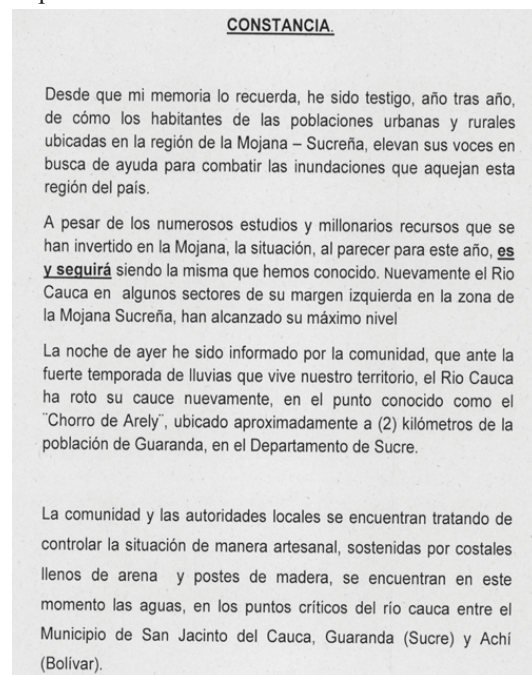 CONSTANCIA.
Desde que mi memoria lo recuerda, he sido testigo, año tras año,
de cómo los habitantes de las poblaciones urbanas y rurales
ubicadas en la región de la Mojana – Sucreña, elevan sus voces en
busca de ayuda para combatir las inundaciones que aquejan esta
región del país.
A pesar de los numerosos estudios y millonarios recursos que se
han invertido en la Mojana, la situación, al parecer para este año, es
y seguirá siendo la misma que hemos conocido. Nuevamente el Rio
Cauca en algunos sectores de su margen izquierda en la zona de
la Mojana Sucreña, han alcanzado su máximo nivel
La noche de ayer he sido informado por la comunidad, que ante la
fuerte temporada de lluvias que vive nuestro territorio, el Rio Cauca
ha roto su cauce nuevamente, en el punto conocido como el
¨Chorro de Arely¨, ubicado aproximadamente a (2) kilómetros de la
población de Guaranda, en el Departamento de Sucre.
La comunidad y las autoridades locales se encuentran tratando de
controlar la situación de manera artesanal, sostenidas por costales
llenos de arena y postes de madera, se encuentran en este
momento las aguas, en los puntos críticos del río cauca entre el
Municipio de San Jacinto del Cauca, Guaranda (Sucre) y Achí
(Bolívar).